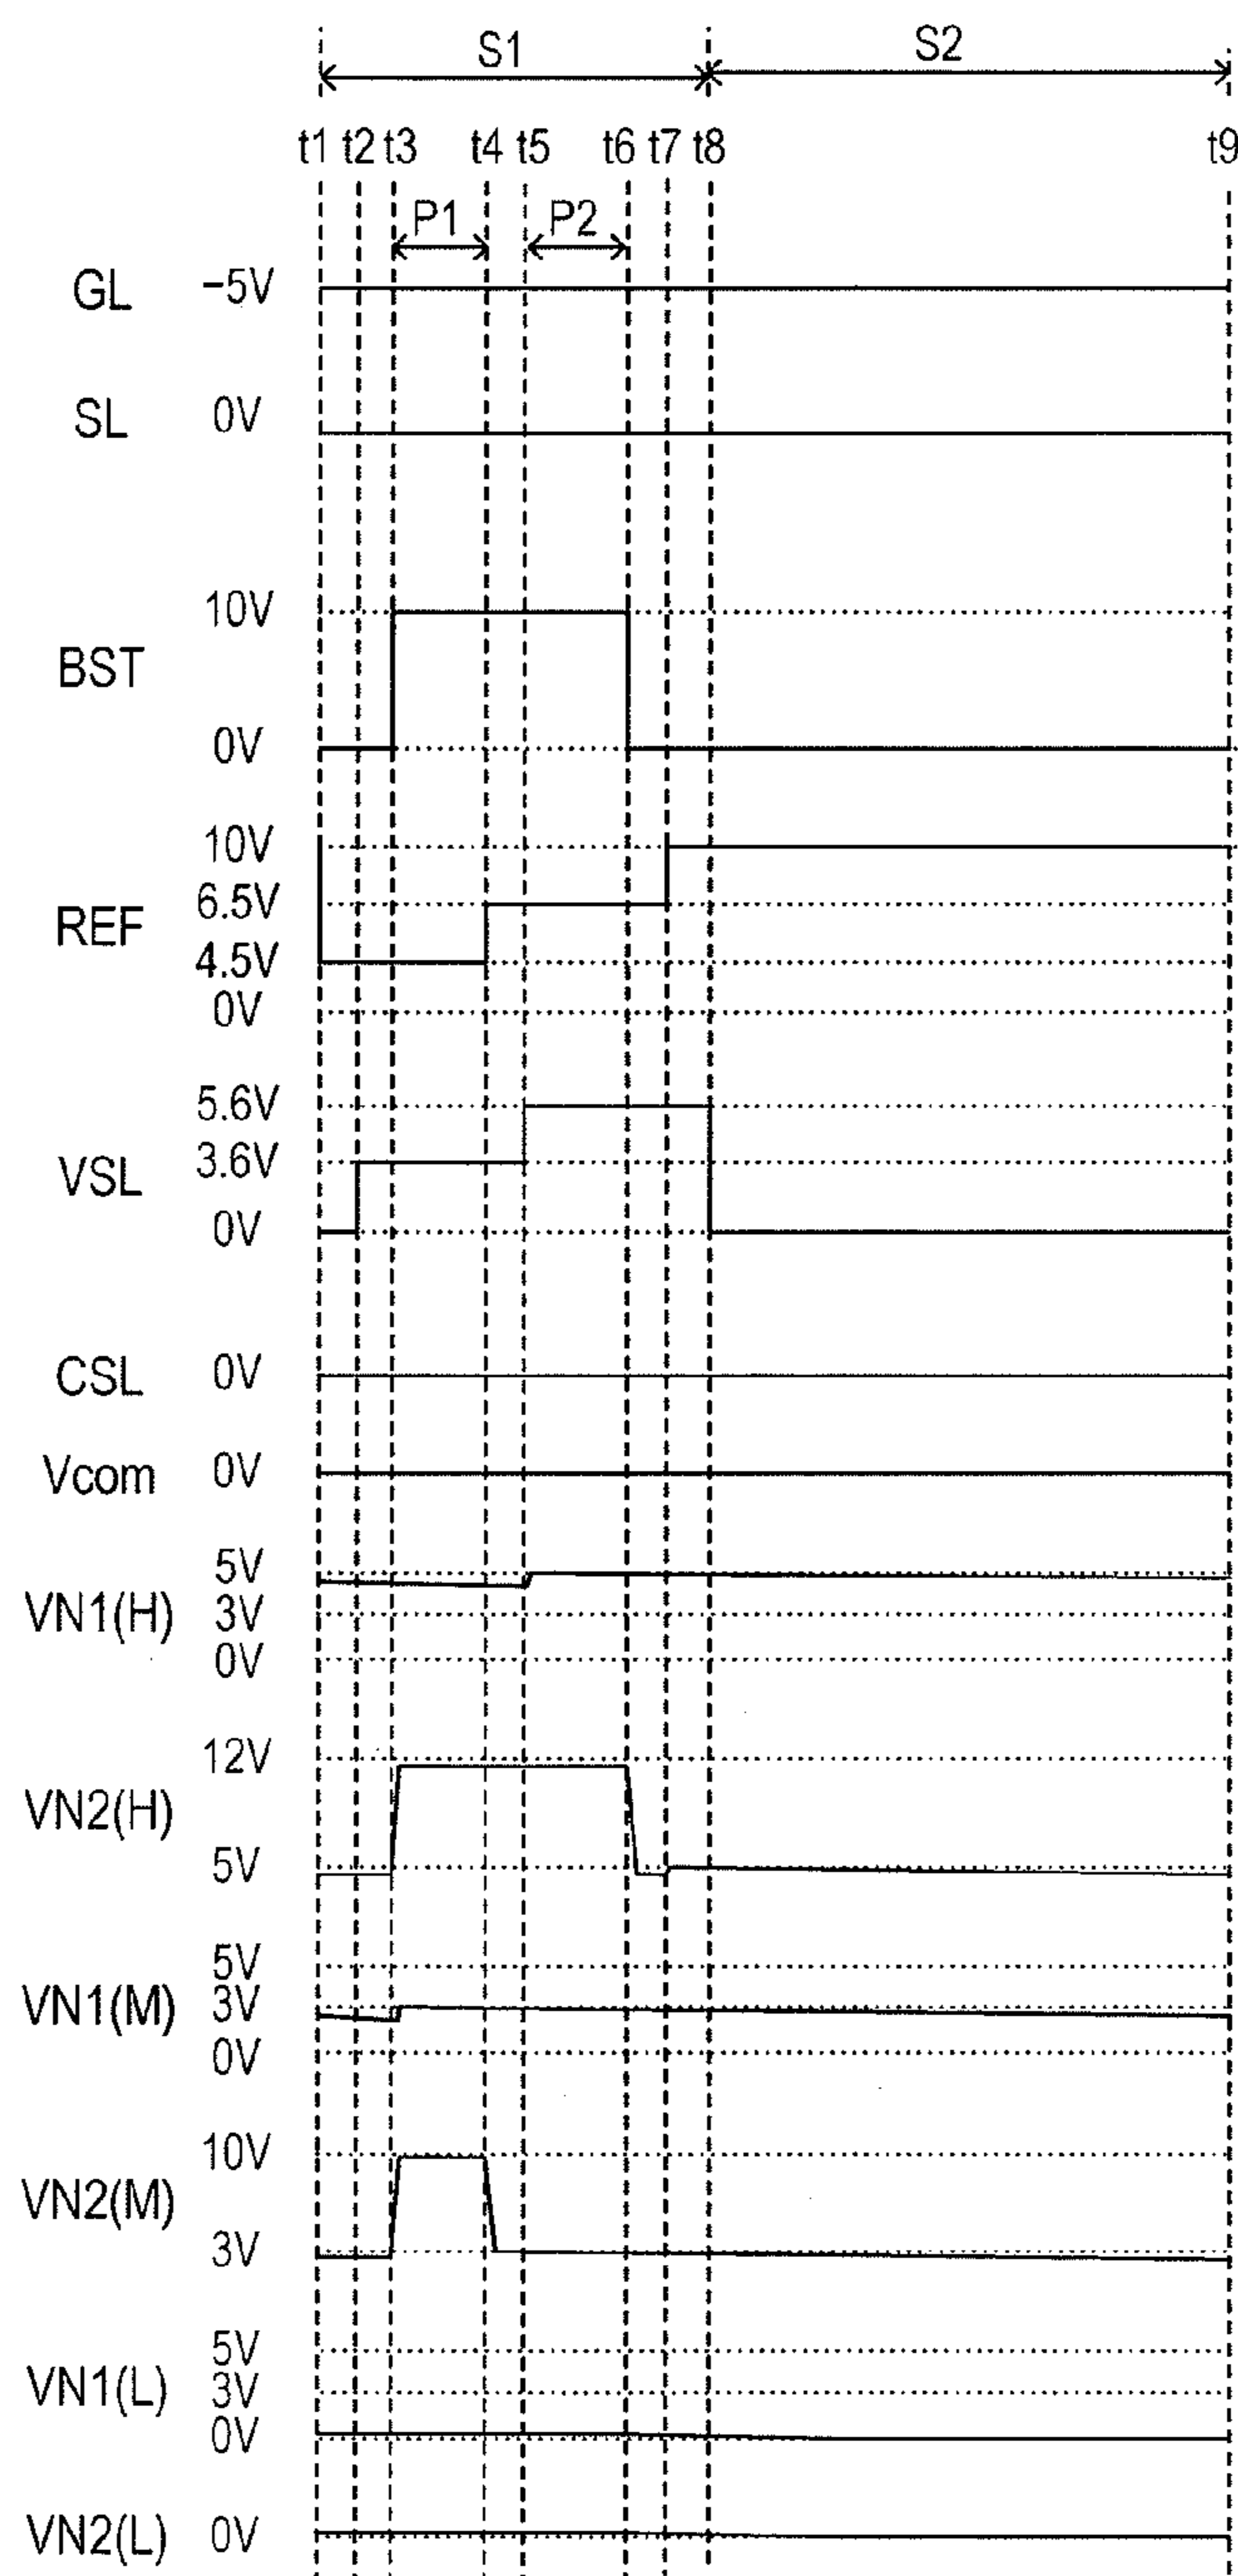 S1 S2
t1 t2 t3 t4 t5 t6 t7 t8 t9
P1 P2
GL −5V
SL 0V
10V
BST
0V
10V
6.5V
REF
4.5V
0V
5.6V
3.6V
VSL
0V
CSL 0V
Vcom 0V
5V
VN1(H) 3V
0V
12V
VN2(H)
5V
5V
VN1(M) 3V
0V
10V
VN2(M)
3V
5V
VN1(L) 3V
0V
VN2(L) 0V